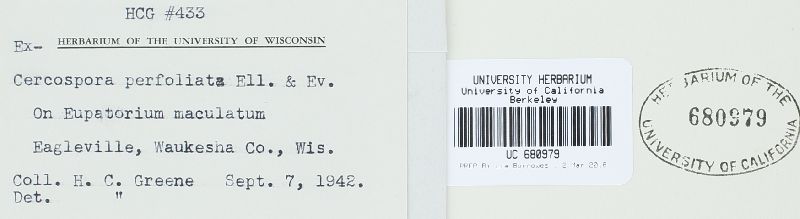 HCG #433
Ex- HERBARIUM OF THE UNIVERSITY OF WISCONSIN
Cercospora perfoliata Ell. & Ev.
On Eupatorium maculatum
Eagleville, Waukesha Co., Wis.
Coll. H. C. Greene Sept. 7, 1942.
Det. "
UNIVERSITY HERBARIUM
University of California
Berkeley
UC 680979
HERBARIUM OF THE
680979
UNIVERSITY OF CALIFORNIA